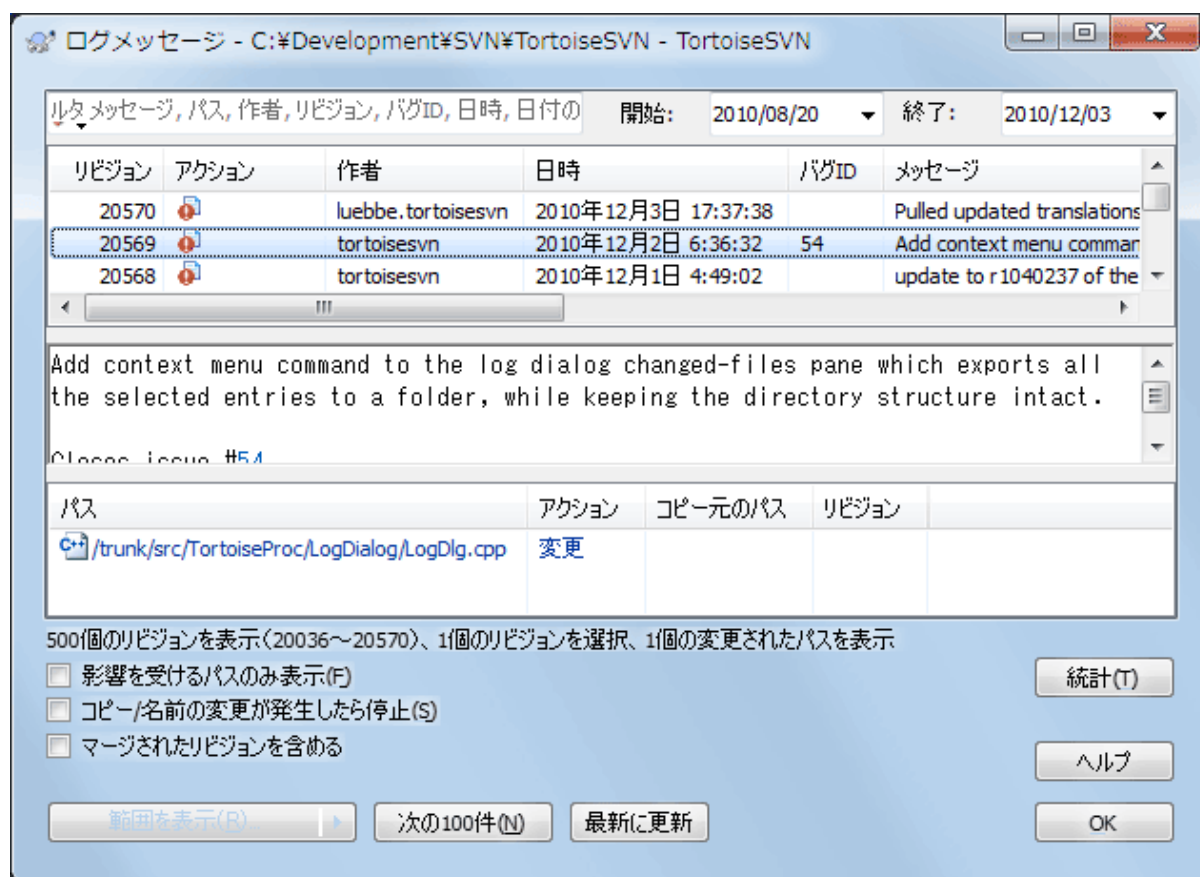 ログメッセージ - C:¥Development¥SVN¥TortoiseSVN - TortoiseSVN
ルタ メッセージ, パス, 作者, リビジョン, バグID, 日時, 日付の 開始: 2010/08/20 終了: 2010/12/03
リビジョン アクション 作者 日時 バグID メッセージ
20570 luebbe.tortoisesvn 2010年12月3日 17:37:38 Pulled updated translations
20569 tortoisesvn 2010年12月2日 6:36:32 54 Add context menu comman
20568 tortoisesvn 2010年12月1日 4:49:02 update to r1040237 of the
Add context menu command to the log dialog changed-files pane which exports all
the selected entries to a folder, while keeping the directory structure intact.
Closes issue #54
パス アクション コピー元のパス リビジョン
/trunk/src/TortoiseProc/LogDialog/LogDlg.cpp 変更
500個のリビジョンを表示(20036～20570)、1個のリビジョンを選択、1個の変更されたパスを表示
影響を受けるパスのみ表示(F)
統計(T)
コピー/名前の変更が発生したら停止(S)
マージされたリビジョンを含める
ヘルプ
範囲を表示(R)... 次の100件(N) 最新に更新 OK